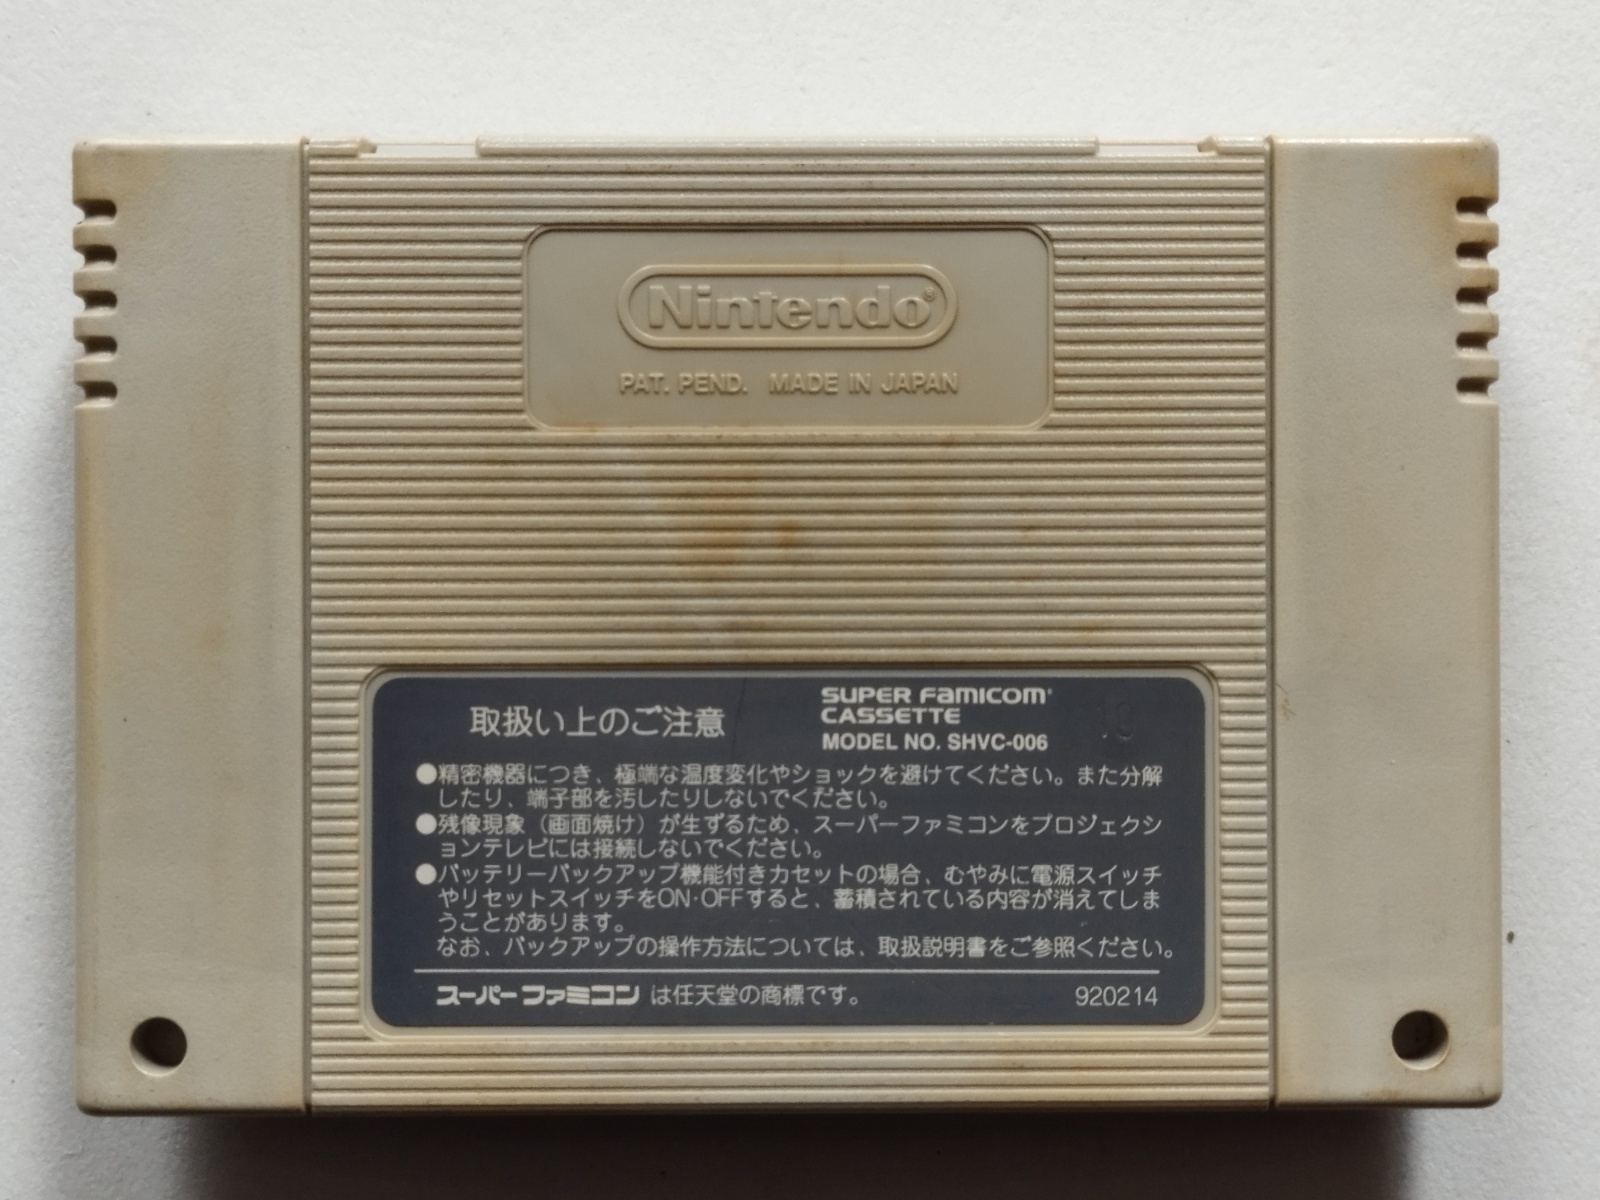 Nintendo®
PAT. PEND. MADE IN JAPAN
取扱い上のご注意
SUPER FAMICOM
CASSETTE
MODEL NO. SHVC-006
19
●精密機器につき、極端な温度変化やショックを避けてください。また分解
したり、端子部を汚したりしないでください。
●残像現象(画面焼け)が生ずるため、スーパーファミコンをプロジェクシ
ョンテレビには接続しないでください。
●バッテリーバックアップ機能付きカセットの場合、むやみに電源スイッチ
やリセットスイッチをON·OFFすると、蓄積されている内容が消えてしま
うことがあります。
なお、バックアップの操作方法については、取扱説明書をご参照ください。
スーパーファミコン は任天堂の商標です。
920214